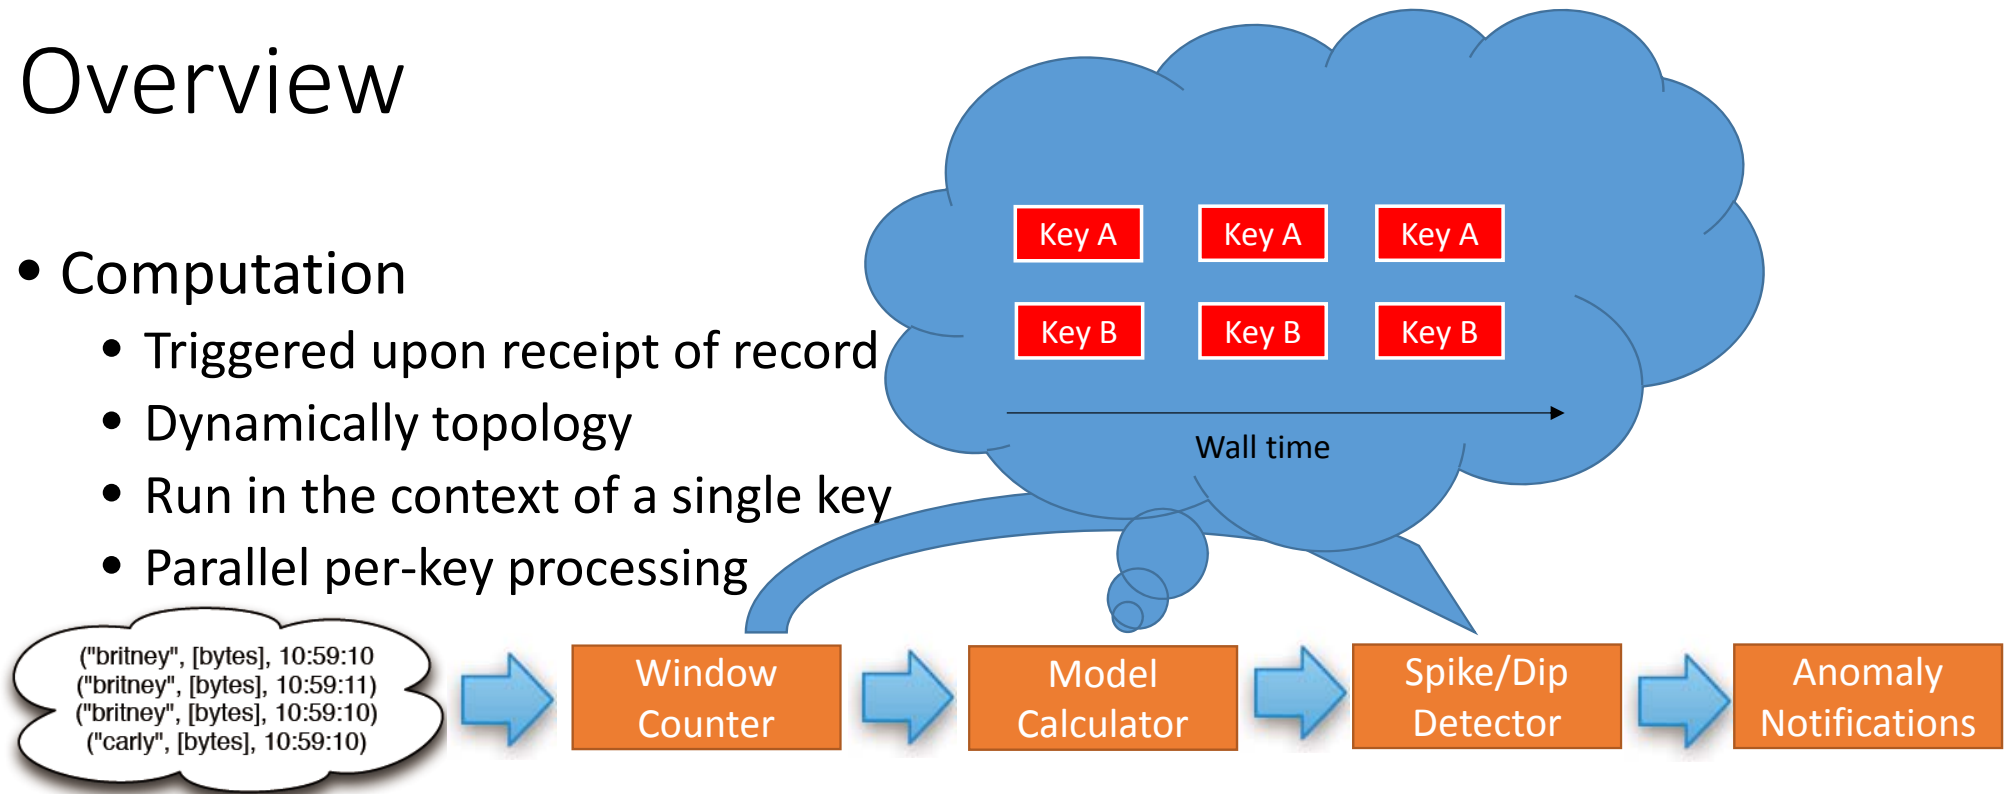 Overview
• Computation
• Triggered upon receipt of record
• Dynamically topology
• Run in the context of a single key
• Parallel per-key processing
Key A Key A Key A
Key B Key B Key B
Wall time
("britney", [bytes], 10:59:10
("britney", [bytes], 10:59:11)
("britney", [bytes], 10:59:10)
("carly", [bytes], 10:59:10)
Window
Counter
Model
Calculator
Spike/Dip
Detector
Anomaly
Notifications